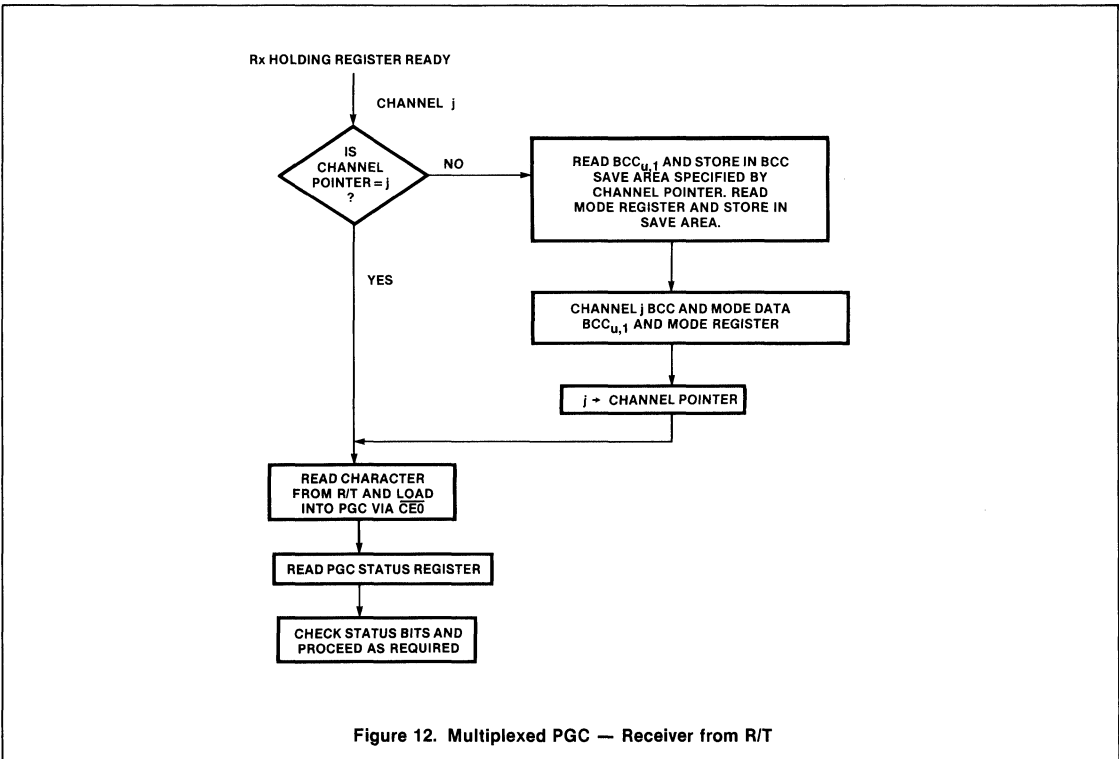 Rx HOLDING REGISTER READY
CHANNEL j
IS
CHANNEL
POINTER = j
?
NO
READ BCCu,1 AND STORE IN BCC
SAVE AREA SPECIFIED BY
CHANNEL POINTER. READ
MODE REGISTER AND STORE IN
SAVE AREA.
YES
CHANNEL j BCC AND MODE DATA
BCCu,1 AND MODE REGISTER
j → CHANNEL POINTER
READ CHARACTER
FROM R/T AND LOAD
INTO PGC VIA C̅E̅0̅
READ PGC STATUS REGISTER
CHECK STATUS BITS AND
PROCEED AS REQUIRED
Figure 12. Multiplexed PGC — Receiver from R/T